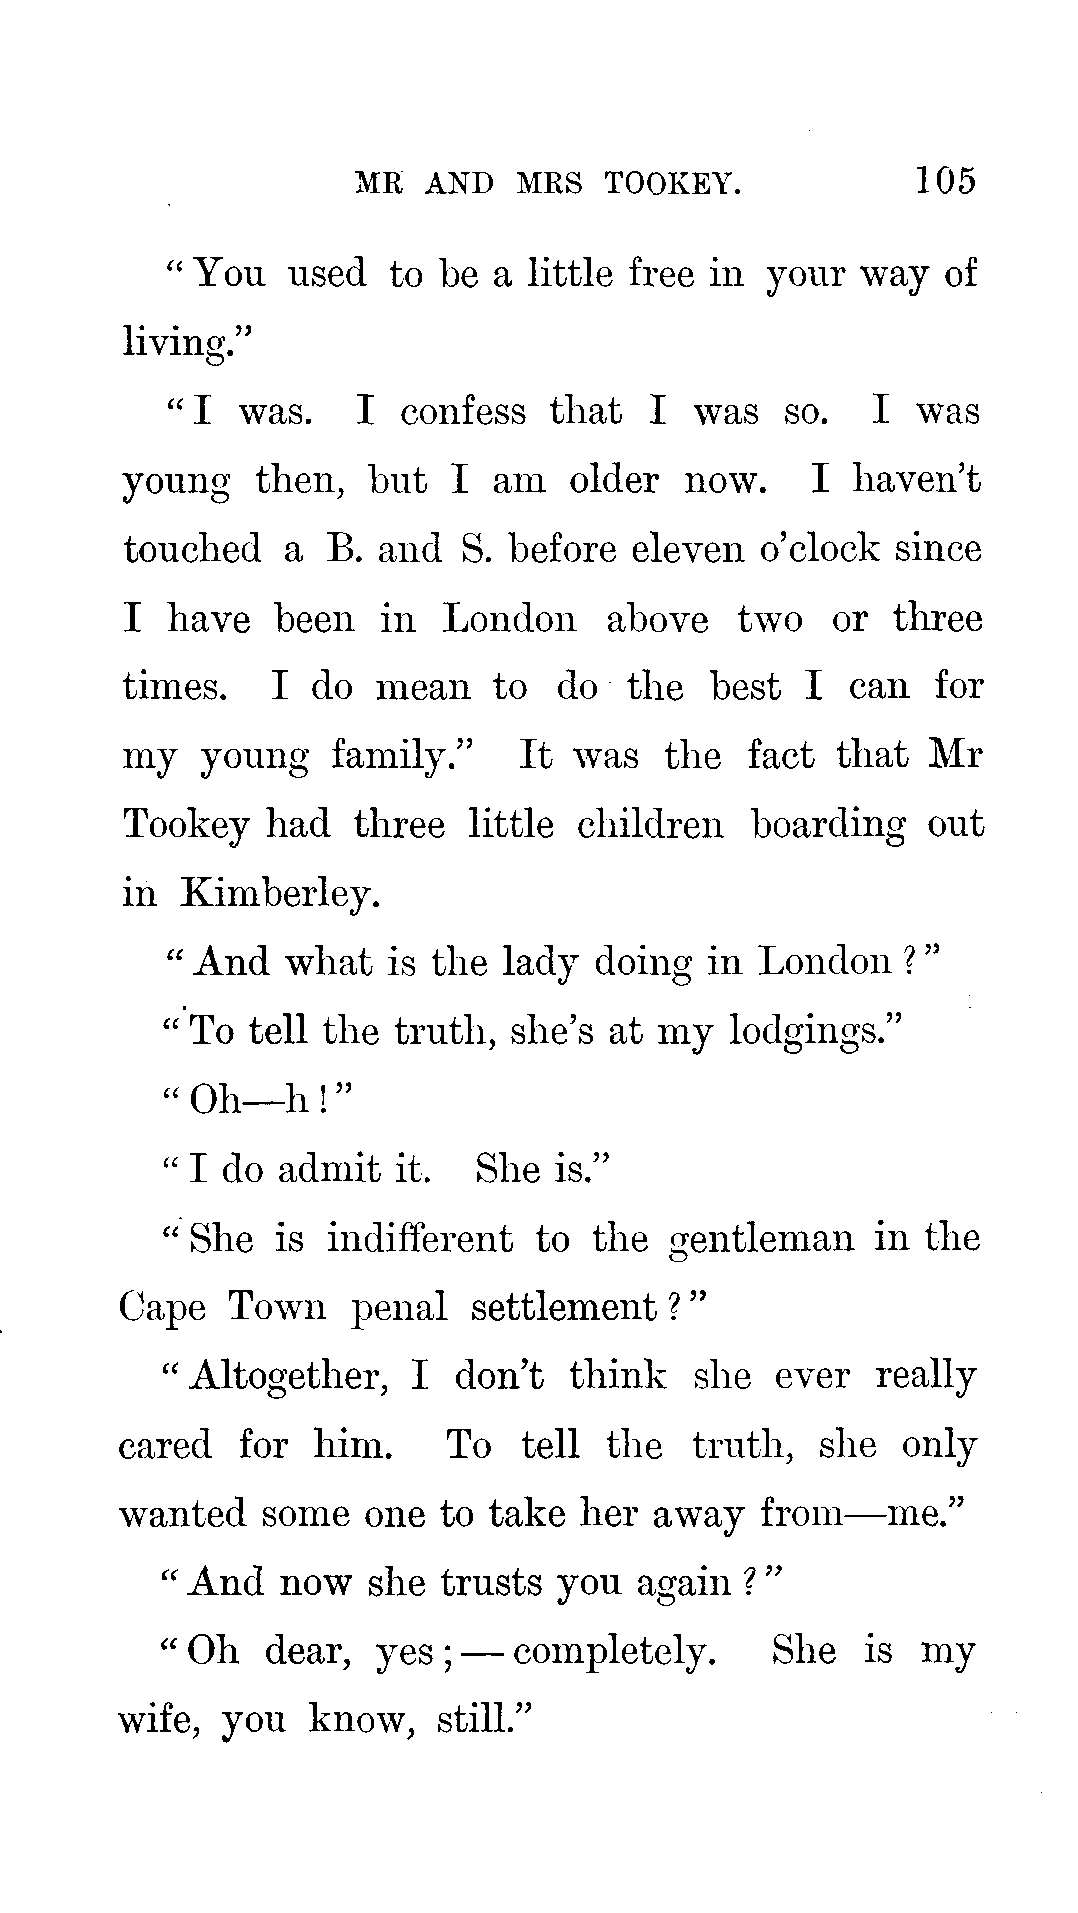 MR AND MRS TOOKEY. 105
“You used to be a little free in your way of
living.”
“I was. I confess that I was so. I was
young then, but I am older now. I haven’t
touched a B. and S. before eleven o’clock since
I have been in London above two or three
times. I do mean to do the best I can for
my young family.” It was the fact that Mr
Tookey had three little children boarding out
in Kimberley.
“And what is the lady doing in London?”
“To tell the truth, she’s at my lodgings.”
“Oh—h!”
“I do admit it. She is.”
“She is indifferent to the gentleman in the
Cape Town penal settlement?”
“Altogether, I don’t think she ever really
cared for him. To tell the truth, she only
wanted some one to take her away from—me.”
“And now she trusts you again?”
“Oh dear, yes;—completely. She is my
wife, you know, still.”